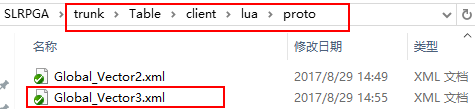 SLRPGA > trunk > Table > client > lua > proto
名称 修改日期 类型
Global_Vector2.xml 2017/8/29 14:49 XML 文档
Global_Vector3.xml 2017/8/29 14:55 XML 文档